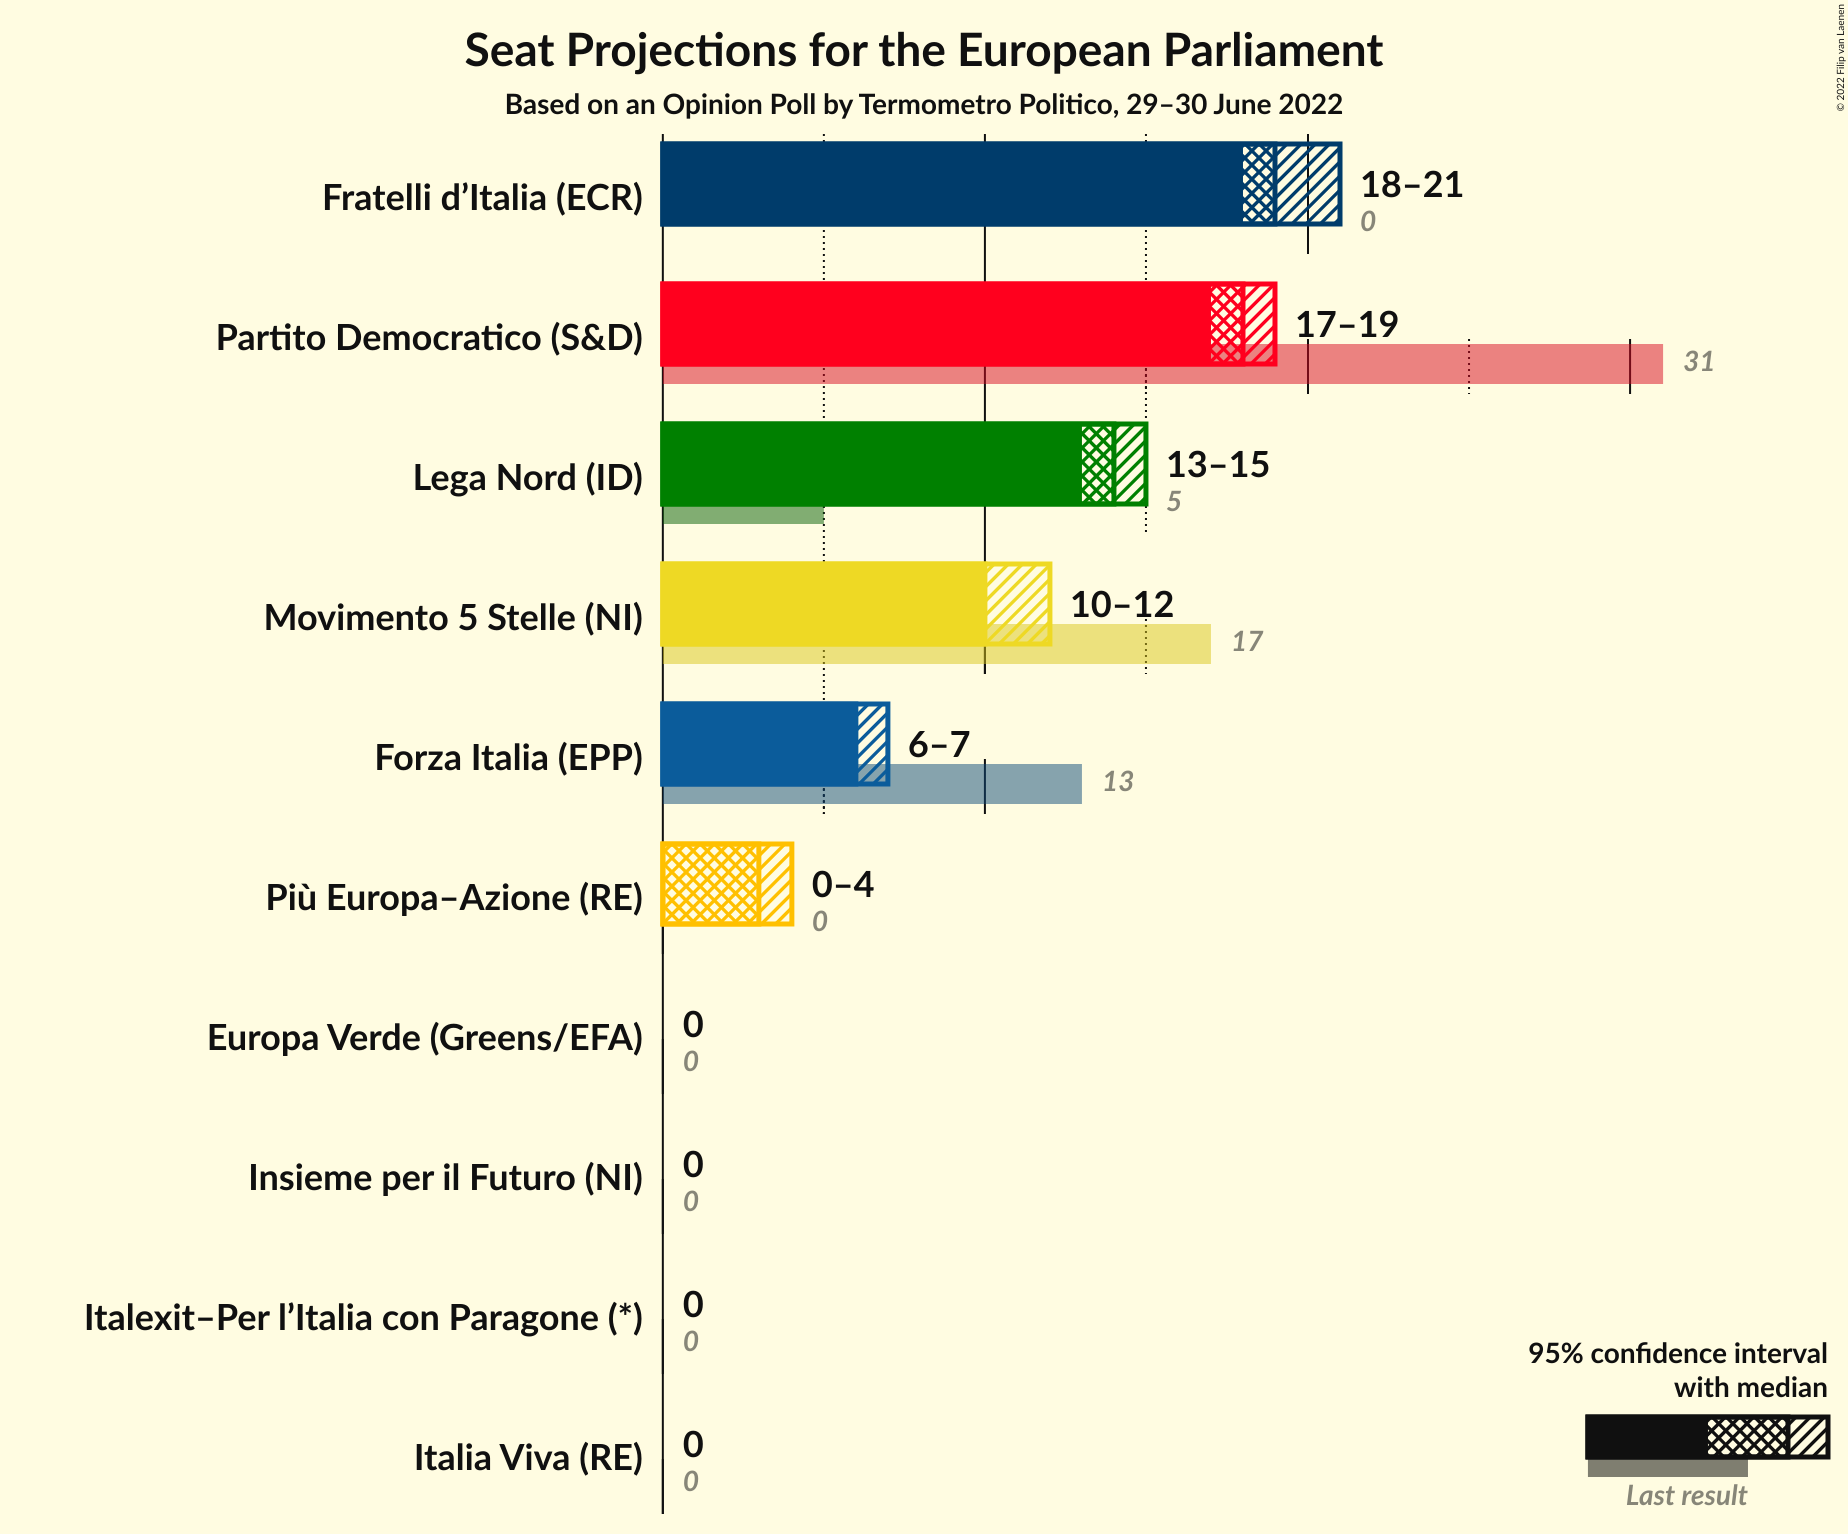 Seat Projections for the European Parliament
Based on an Opinion Poll by Termometro Politico, 29–30 June 2022
© 2022 Filip van Laenen
Fratelli d’Italia (ECR)
18–21
0
Partito Democratico (S&D)
17–19
31
Lega Nord (ID)
13–15
5
Movimento 5 Stelle (NI)
10–12
17
Forza Italia (EPP)
6–7
13
Più Europa–Azione (RE)
0–4
0
Europa Verde (Greens/EFA)
0
0
Insieme per il Futuro (NI)
0
0
Italexit–Per l’Italia con Paragone (*)
0
0
Italia Viva (RE)
0
0
95% confidence interval
with median
Last result